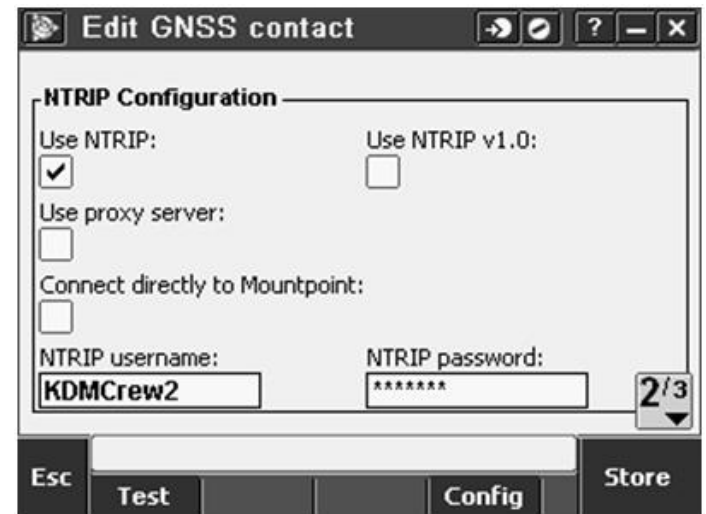 Edit GNSS contact
?
NTRIP Configuration
Use NTRIP: Use NTRIP v1.0:
Use proxy server:
Connect directly to Mountpoint:
NTRIP username: NTRIP password:
KDMCrew2 *******
2/3
Esc Test Config Store